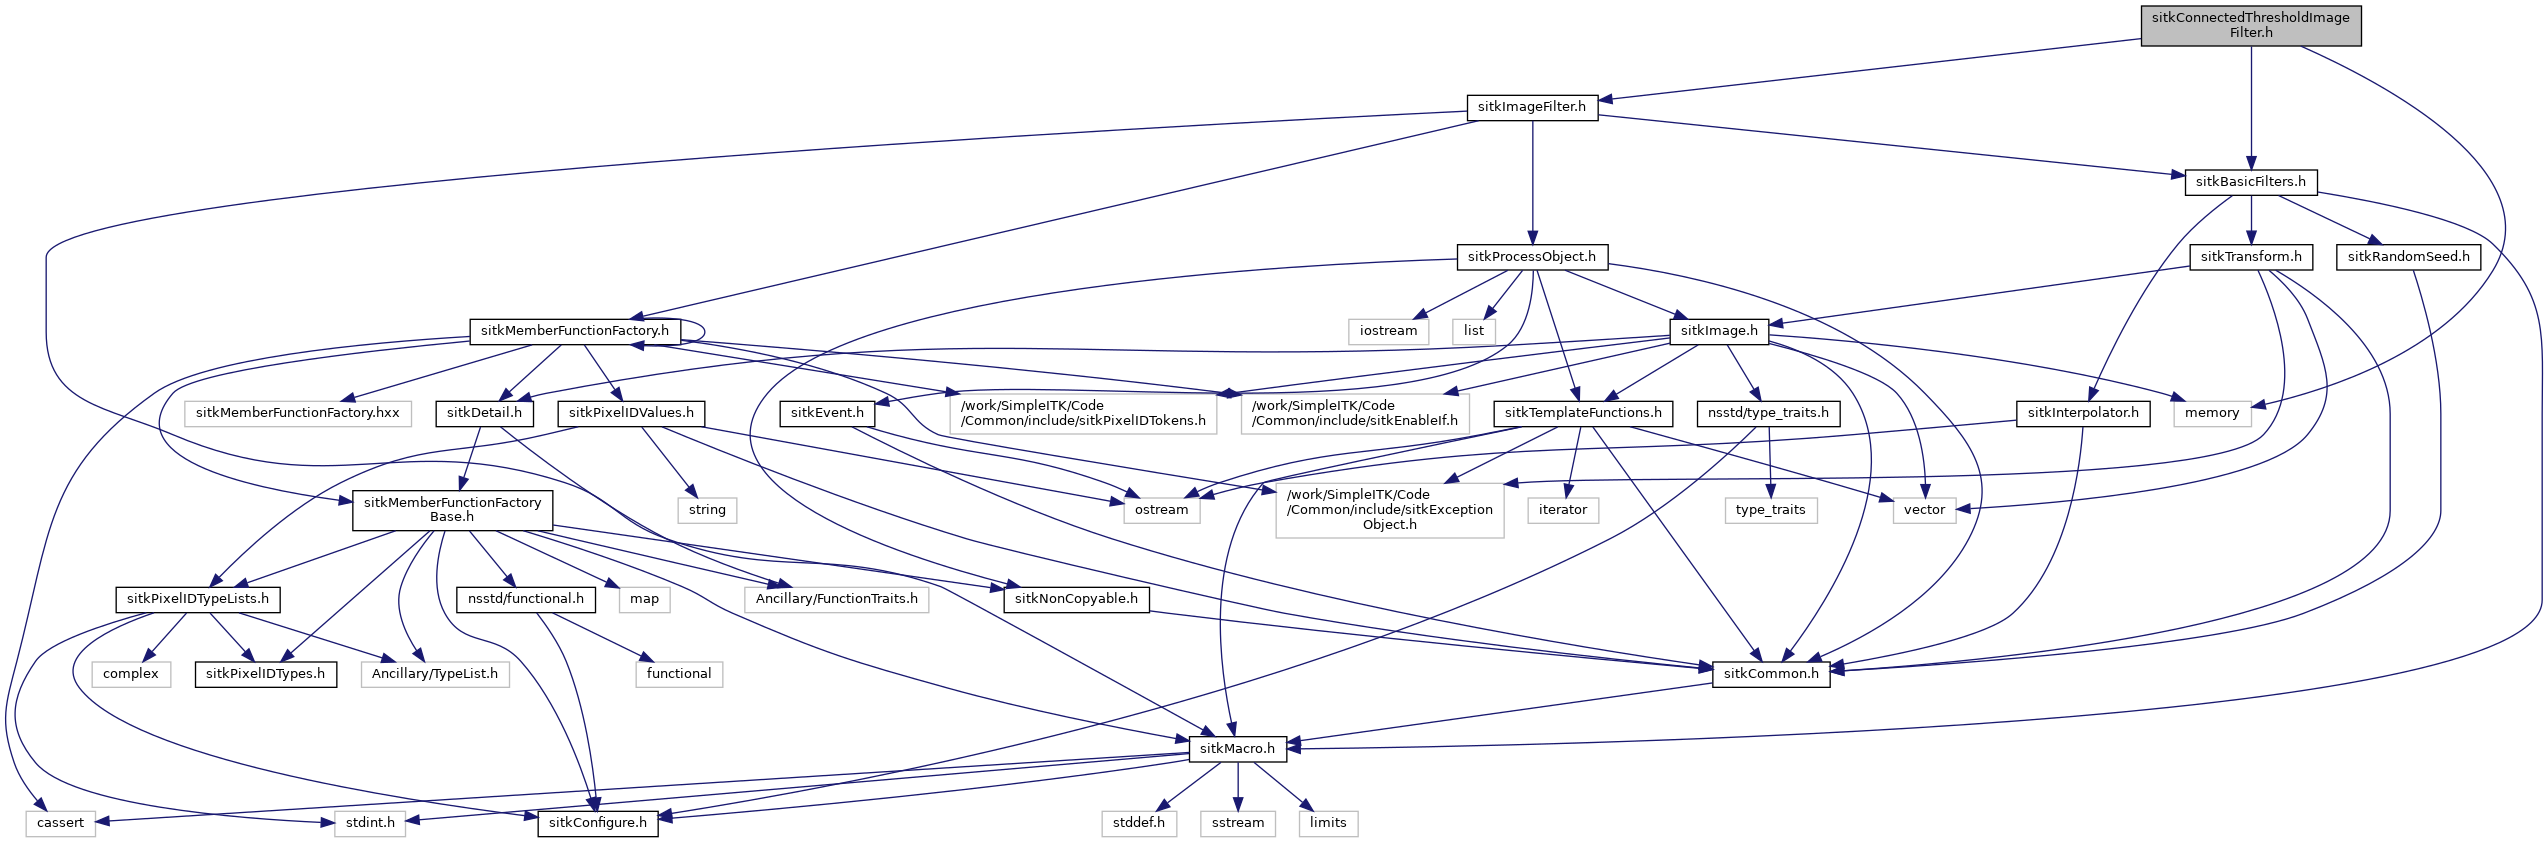 sitkConnectedThresholdImage
Filter.h
sitkImageFilter.h
sitkBasicFilters.h
sitkProcessObject.h
sitkTransform.h
sitkRandomSeed.h
sitkMemberFunctionFactory.h
iostream
list
sitkImage.h
sitkMemberFunctionFactory.hxx
sitkDetail.h
sitkPixelIDValues.h
sitkEvent.h
/work/SimpleITK/Code
/Common/include/sitkPixelIDTokens.h
/work/SimpleITK/Code
/Common/include/sitkEnableIf.h
sitkTemplateFunctions.h
nsstd/type_traits.h
sitkInterpolator.h
memory
sitkMemberFunctionFactory
Base.h
string
ostream
/work/SimpleITK/Code
/Common/include/sitkException
Object.h
iterator
type_traits
vector
sitkPixelIDTypeLists.h
nsstd/functional.h
map
Ancillary/FunctionTraits.h
sitkNonCopyable.h
complex
sitkPixelIDTypes.h
Ancillary/TypeList.h
functional
sitkCommon.h
sitkMacro.h
cassert
stdint.h
sitkConfigure.h
stddef.h
sstream
limits